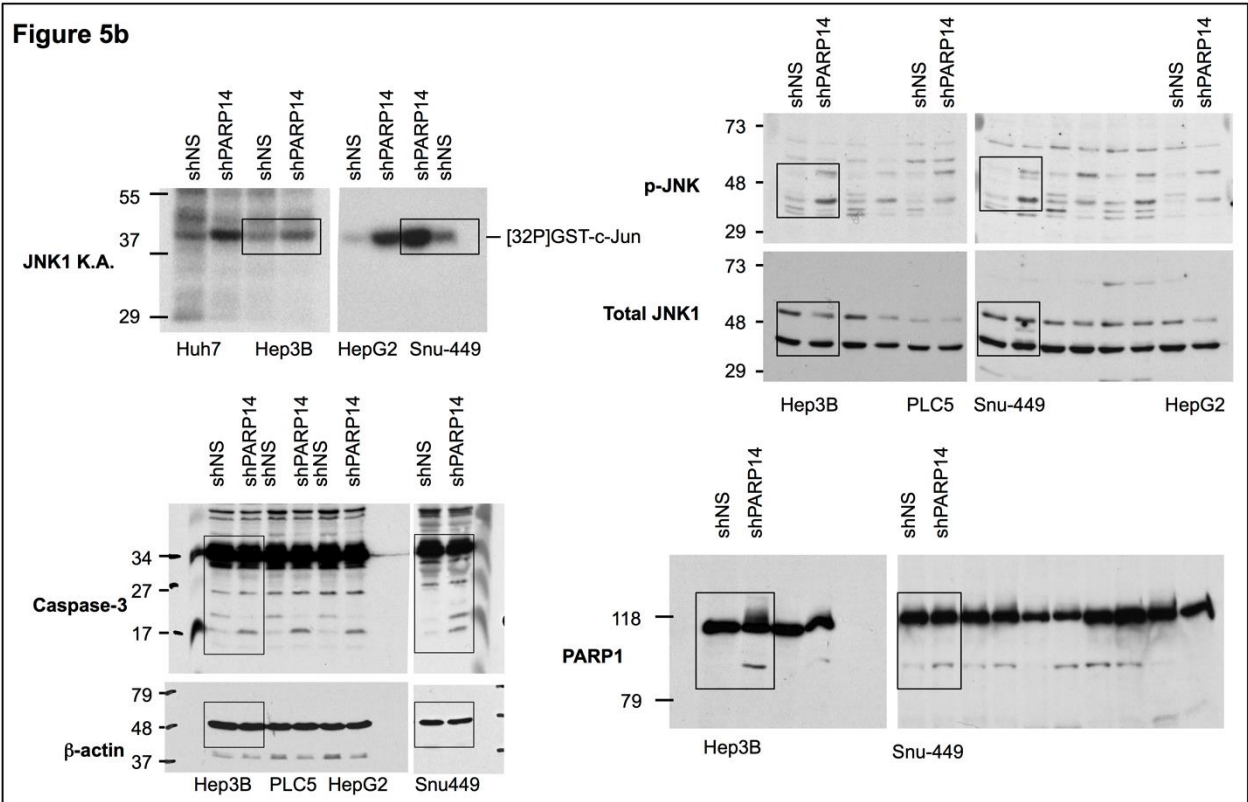 Figure 5b
shNS
shPARP14
shNS
shPARP14
shNS
shPARP14
shPARP14
shNS
55
37
29
JNK1 K.A.
[32P]GST-c-Jun
Huh7 Hep3B HepG2 Snu-449
shNS
shPARP14
shNS
shPARP14
shNS
shPARP14
73
p-JNK
48
29
73
Total JNK1
48
29
Hep3B PLC5 Snu-449 HepG2
shNS
shPARP14
shNS
shPARP14
shNS
shPARP14
shNS
shPARP14
34
27
Caspase-3
17
79
48
β-actin
37
Hep3B PLC5 HepG2 Snu449
shNS
shPARP14
shNS
shPARP14
118
PARP1
79
Hep3B Snu-449